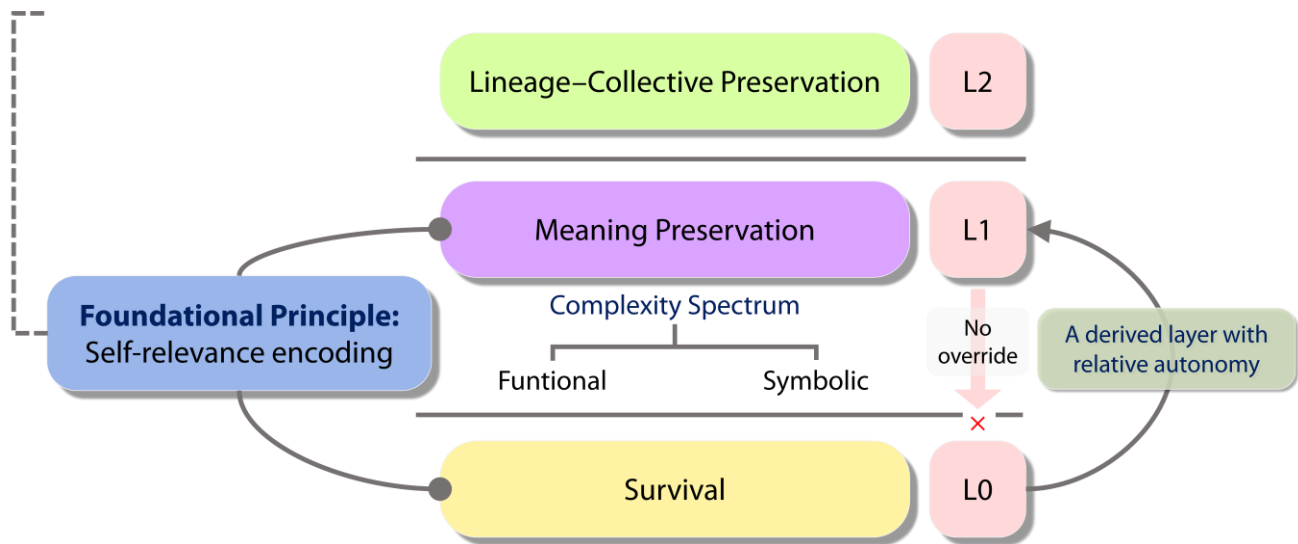 Lineage–Collective Preservation
L2
Meaning Preservation
L1
Foundational Principle:
Self-relevance encoding
Complexity Spectrum
Funtional
Symbolic
No
override
A derived layer with
relative autonomy
×
Survival
L0